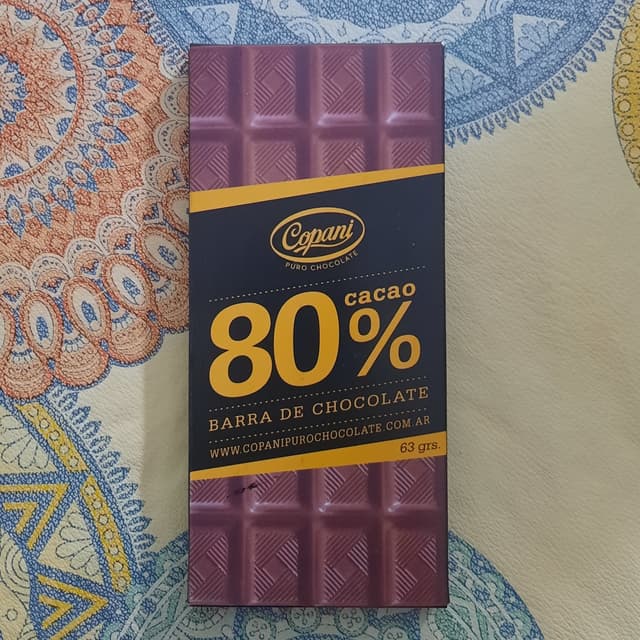 Copani
PURO CHOCOLATE
80% cacao
BARRA DE CHOCOLATE
WWW.COPANIPUROCHOCOLATE.COM.AR
63 grs.